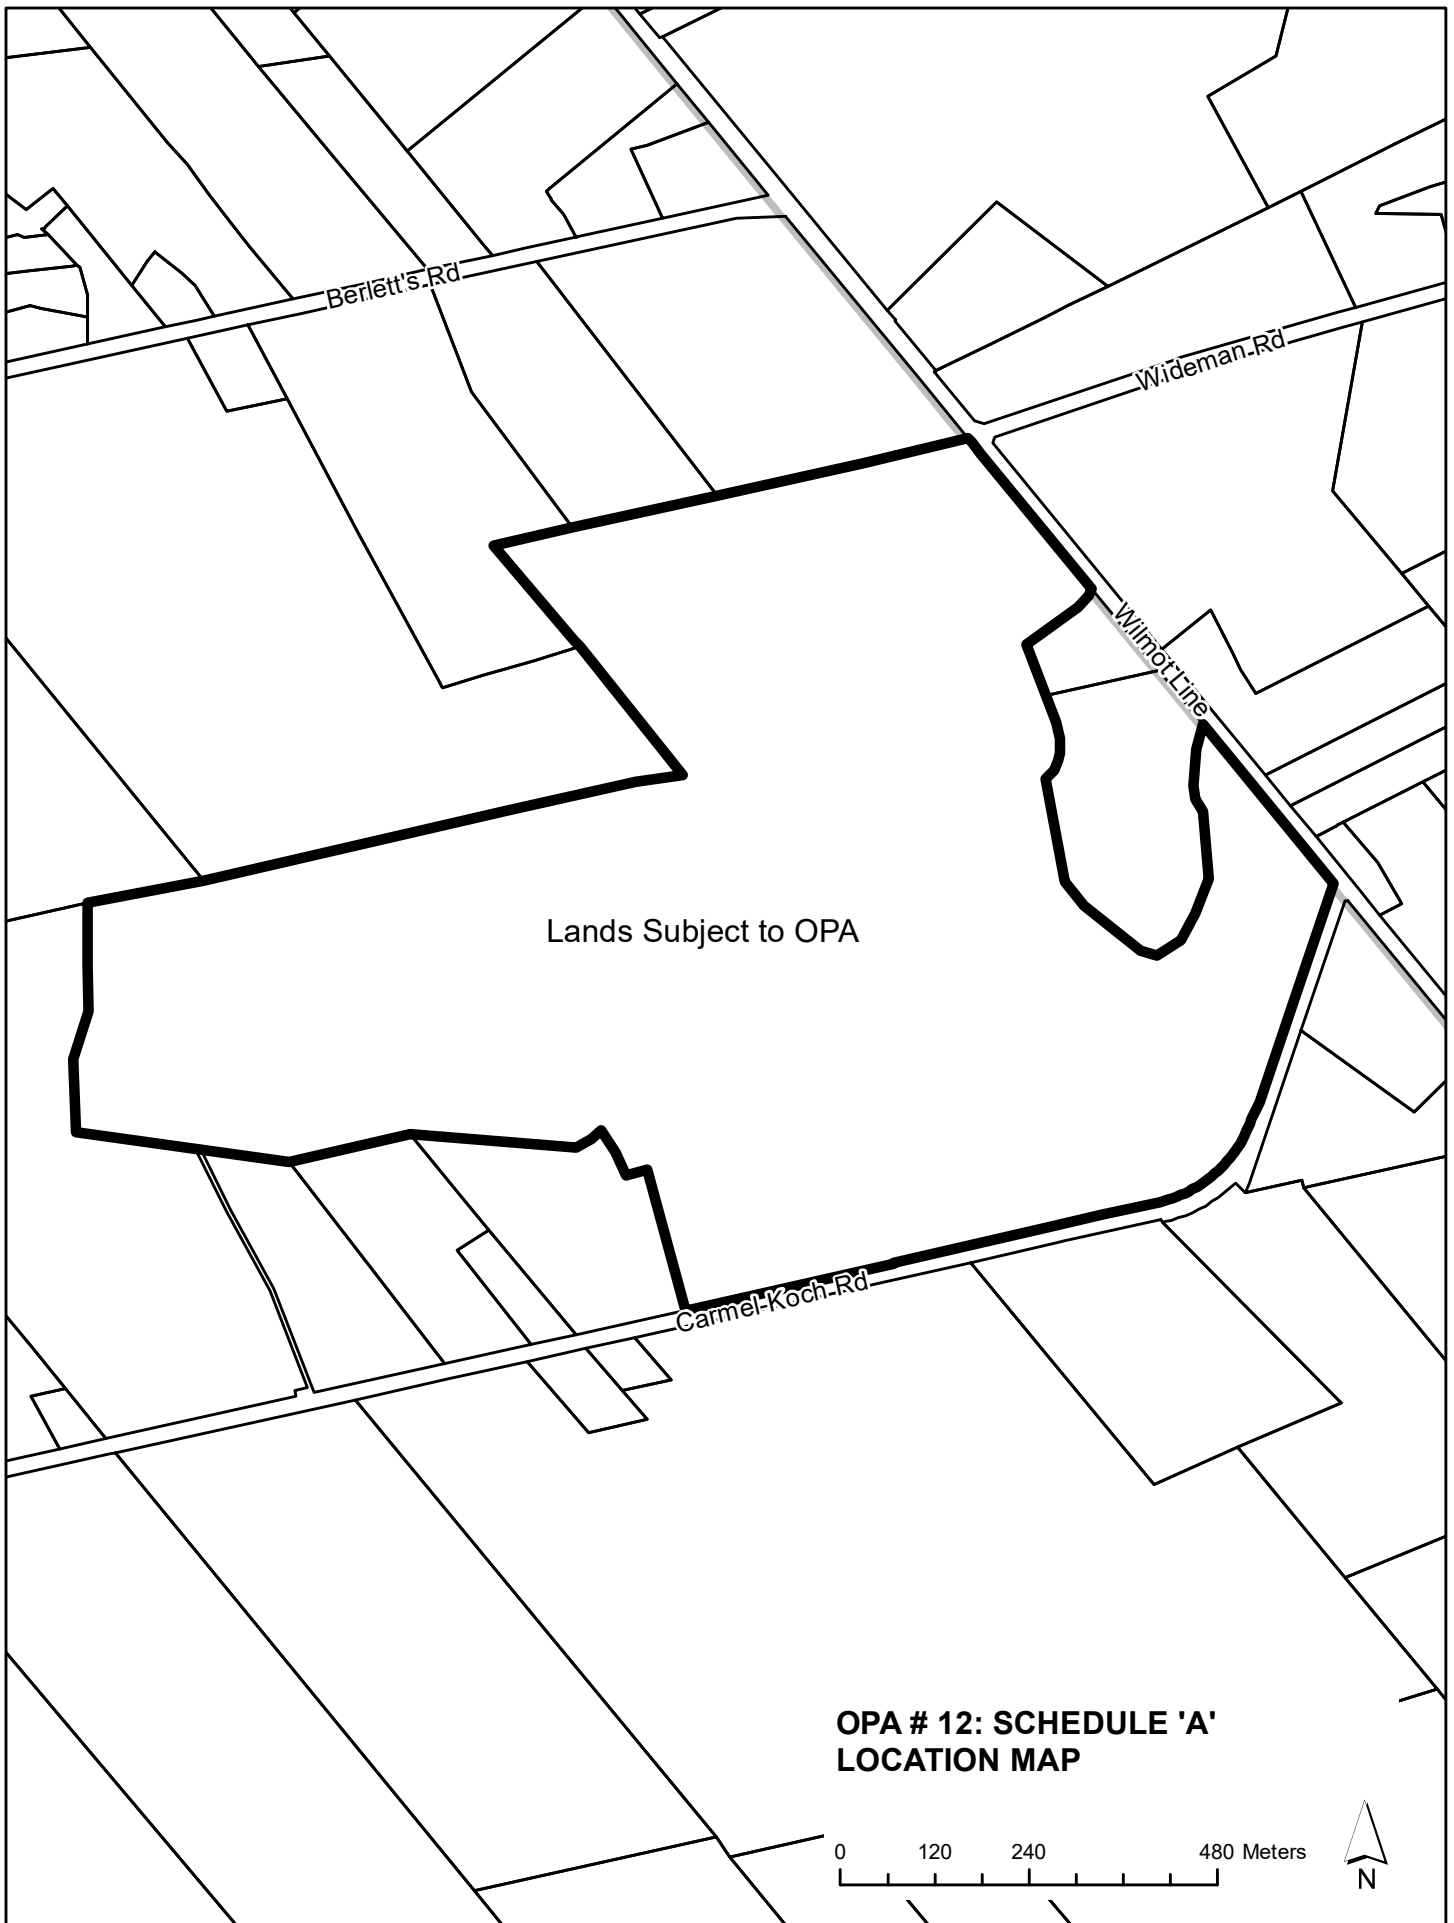 Berlett's Rd
Wideman Rd
Wilmot Line
Lands Subject to OPA
Carmel-Koch Rd
OPA # 12: SCHEDULE 'A'
LOCATION MAP
0 120 240 480 Meters
N